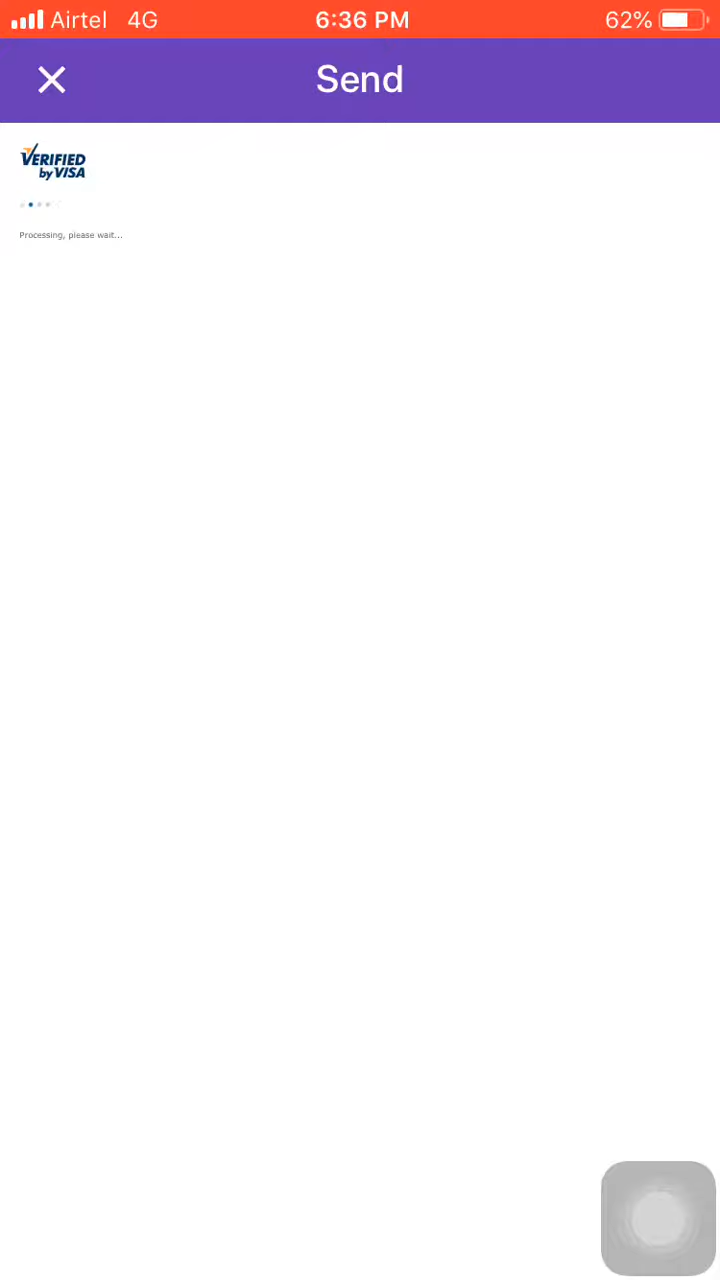 Airtel 4G 6:36 PM 62%
Send
VERIFIED
by VISA
Processing, please wait...